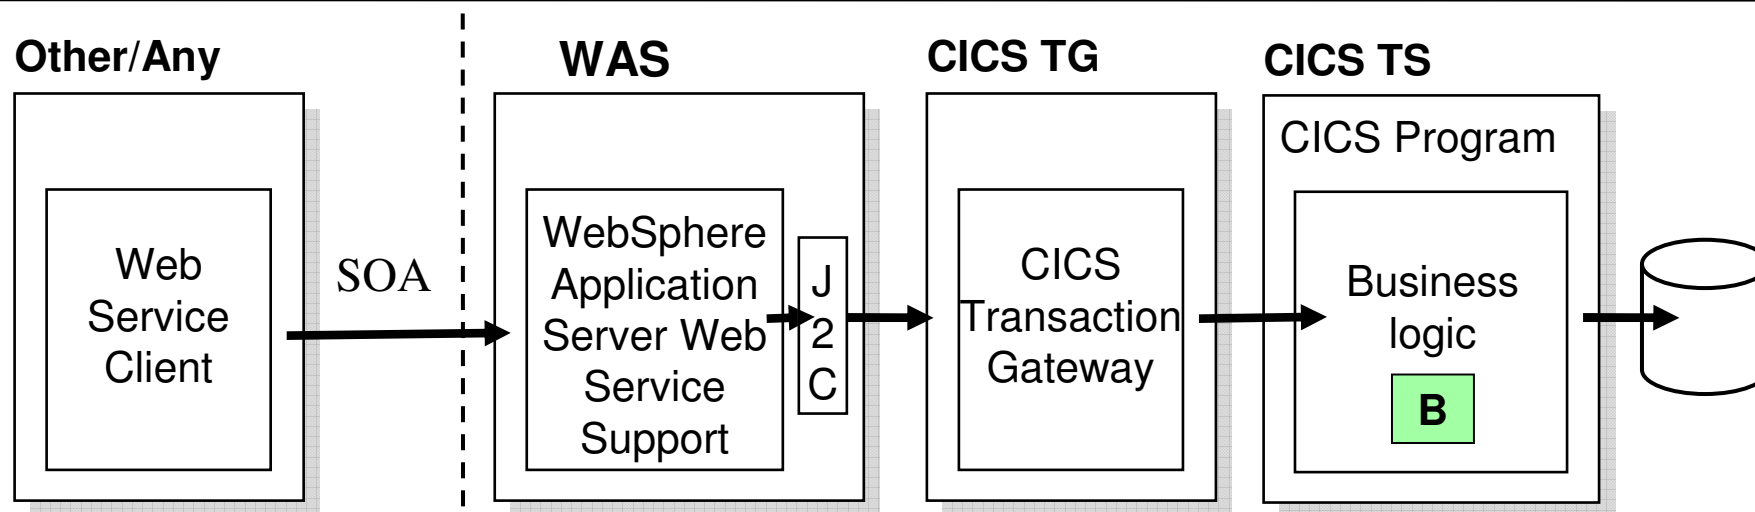 Other/Any
WAS
CICS TG
CICS TS
Web
Service
Client
SOA
WebSphere
Application
Server Web
Service
Support
J
2
C
CICS
Transaction
Gateway
CICS Program
Business
logic
B